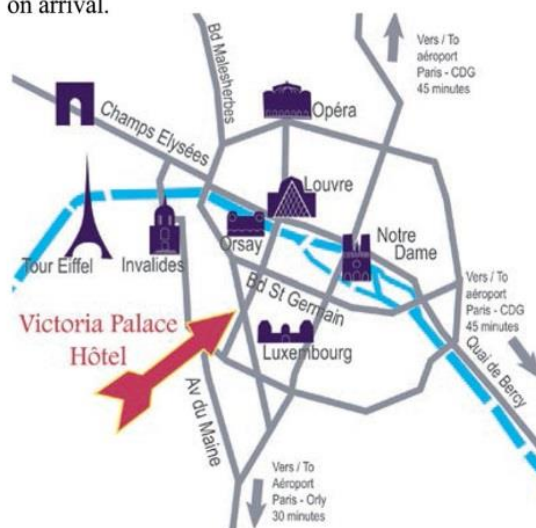 on arrival.
Bd Malesherbes
Vers / To
aéroport
Paris - CDG
45 minutes
Opéra
Champs Elysées
Louvre
Orsay
Notre
Dame
Tour Eiffel
Invalides
Bd St Germain
Vers / To
aéroport
Paris - CDG
45 minutes
Victoria Palace
Hôtel
Luxembourg
Quai de Bercy
Av du Maine
Vers / To
Aéroport
Paris - Orly
30 minutes